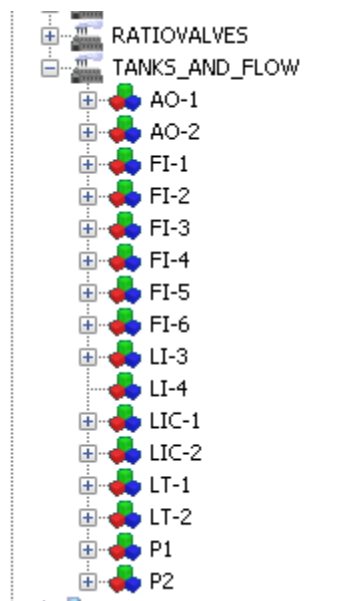 RATIOVALVES
TANKS_AND_FLOW
AO-1
AO-2
FI-1
FI-2
FI-3
FI-4
FI-5
FI-6
LI-3
LI-4
LIC-1
LIC-2
LT-1
LT-2
P1
P2